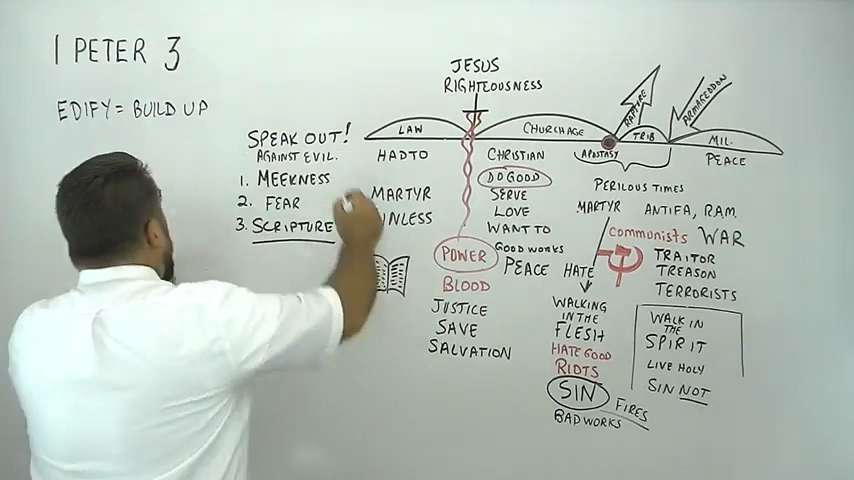 1 PETER 3
EDIFY = BUILD UP
SPEAK OUT!
AGAINST EVIL.
1. MEEKNESS
2. FEAR
3. SCRIPTURE
JESUS
RIGHTEOUSNESS
LAW
CHURCHAGE
RAPTURE
TRIB
ARMAGEDDON
MIL.
PEACE
HADTO
MARTYR
POWER
BLOOD
JUSTICE
SAVE
SALVATION
CHRISTIAN
DO GOOD
SERVE
LOVE
WANT TO
GOOD WORKS
PEACE
APOSTASY
PERILOUS TIMES
MARTYR
HATE
WALKING
IN THE
FLESH
HATE GOOD
RIOTS
SIN
FIRES
BAD WORKS
ANTIFA, R.A.M.
COMMUNISTS WAR
TRAITOR
TREASON
TERRORISTS
WALK IN
THE
SPIRIT
LIVE HOLY
SIN NOT